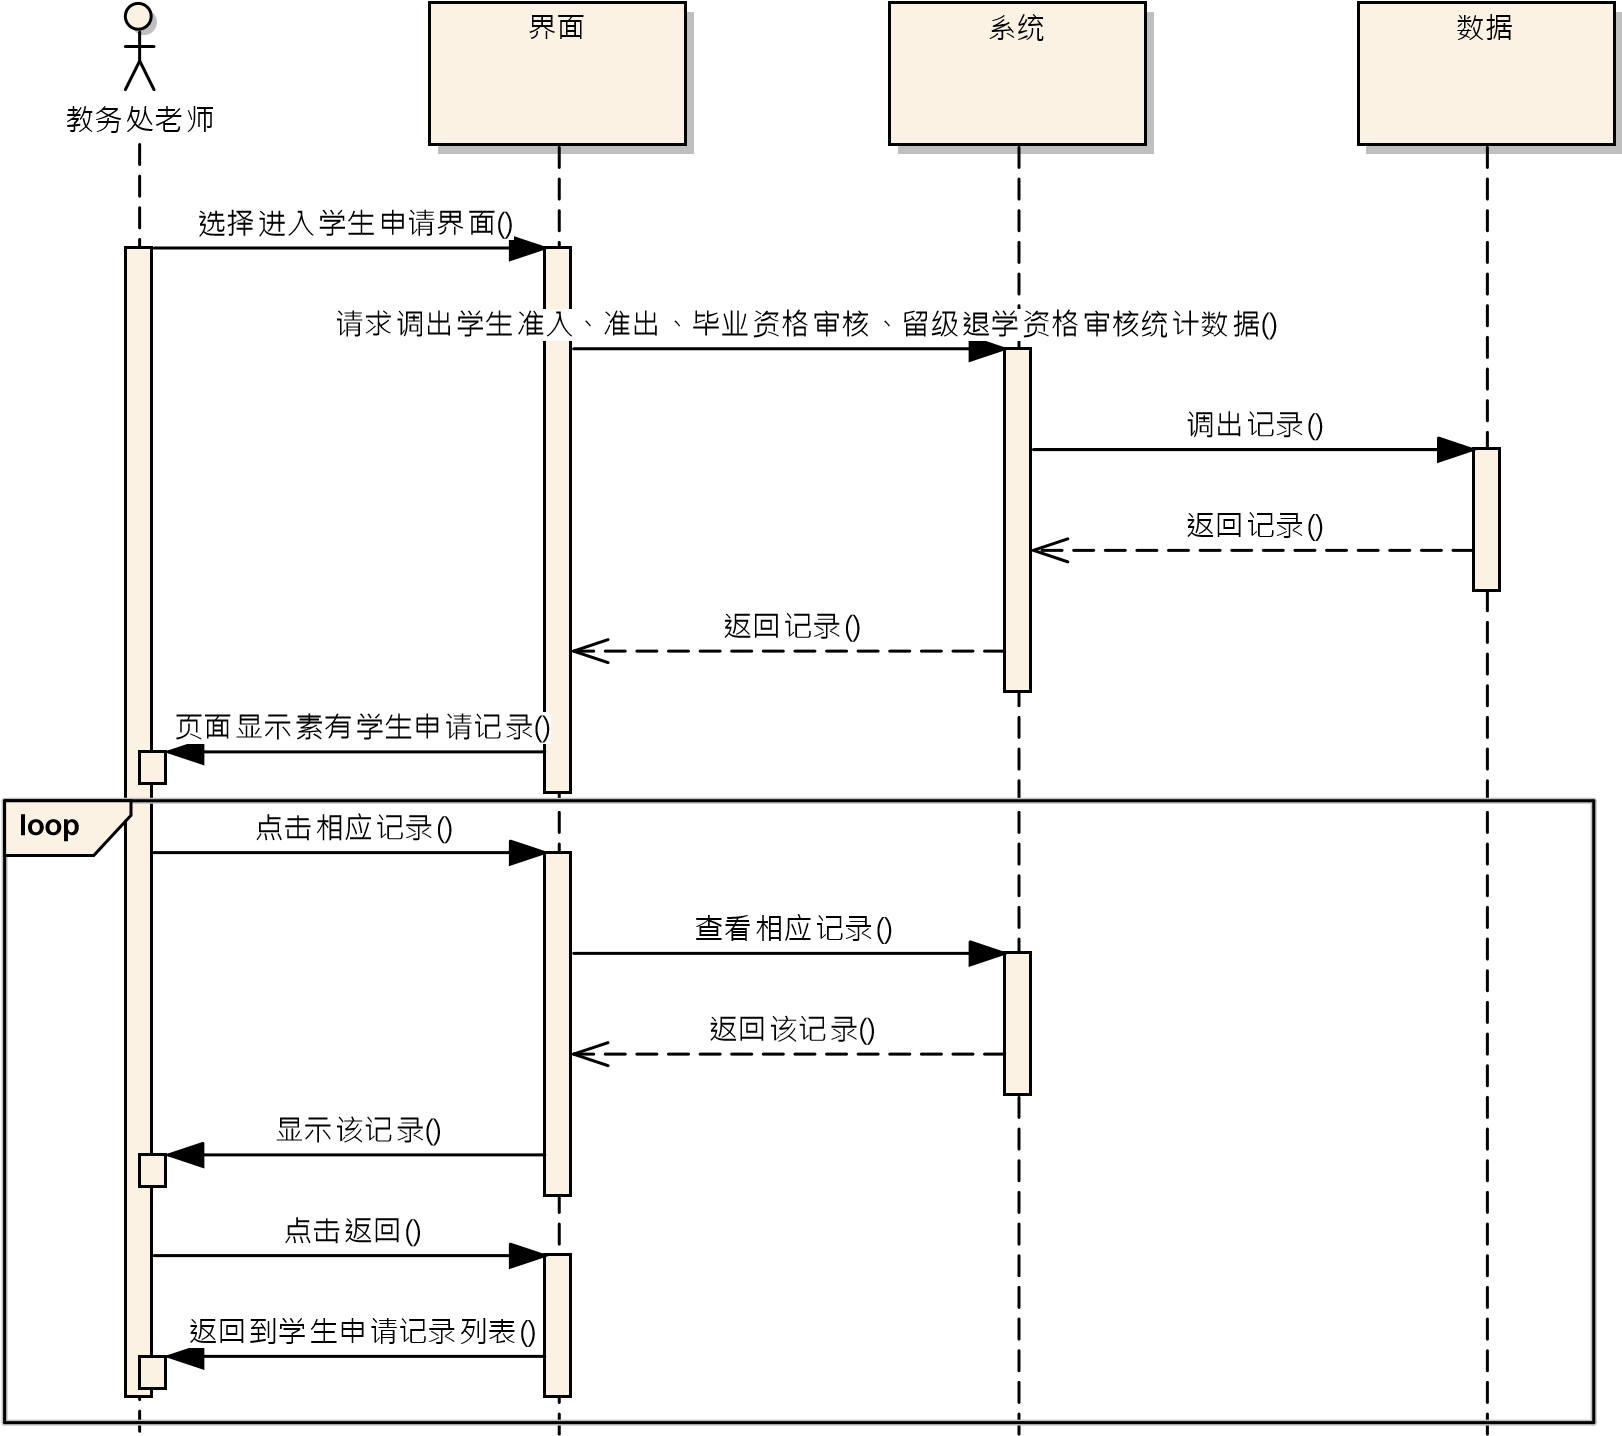 教务处老师
界面
系统
数据
选择进入学生申请界面()
请求调出学生准入、准出、毕业资格审核、留级退学资格审核统计数据()
调出记录()
返回记录()
返回记录()
页面显示素有学生申请记录()
loop
点击相应记录()
查看相应记录()
返回该记录()
显示该记录()
点击返回()
返回到学生申请记录列表()